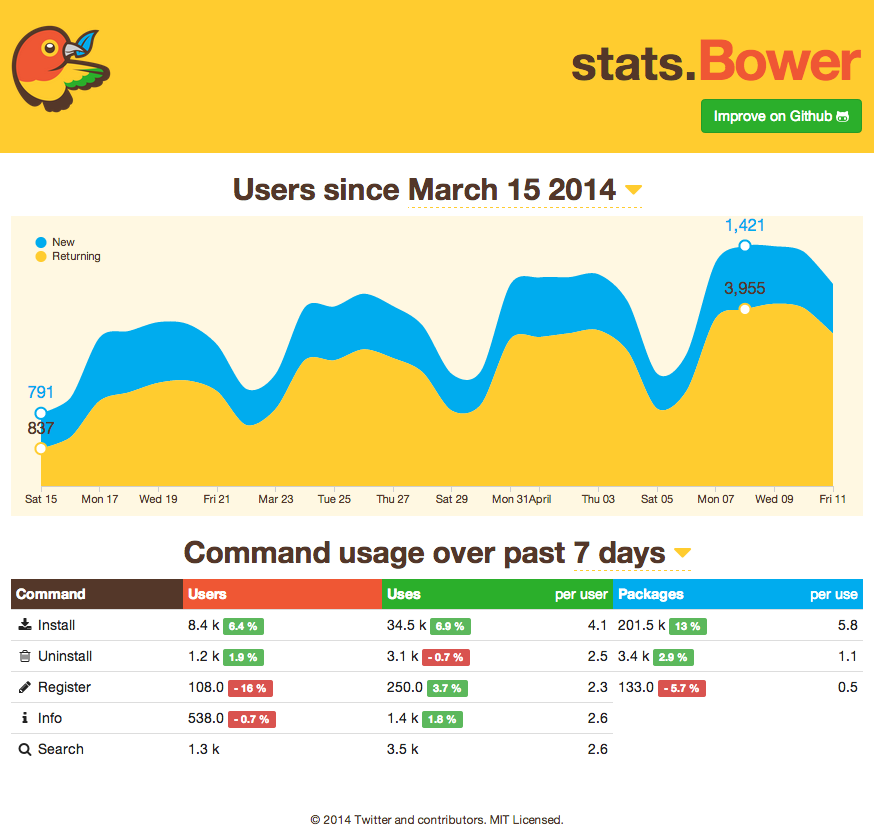 stats.Bower
Improve on Github
Users since March 15 2014
New
Returning
1,421
3,955
791
837
Sat 15 Mon 17 Wed 19 Fri 21 Mar 23 Tue 25 Thu 27 Sat 29 Mon 31 April Thu 03 Sat 05 Mon 07 Wed 09 Fri 11
Command usage over past 7 days
Command Users Uses per user Packages per use
Install 8.4 k 6.4 % 34.5 k 6.9 % 4.1 201.5 k 13 % 5.8
Uninstall 1.2 k 1.9 % 3.1 k - 0.7 % 2.5 3.4 k 2.9 % 1.1
Register 108.0 - 16 % 250.0 3.7 % 2.3 133.0 - 5.7 % 0.5
Info 538.0 - 0.7 % 1.4 k 1.8 % 2.6
Search 1.3 k 3.5 k 2.6
© 2014 Twitter and contributors. MIT Licensed.